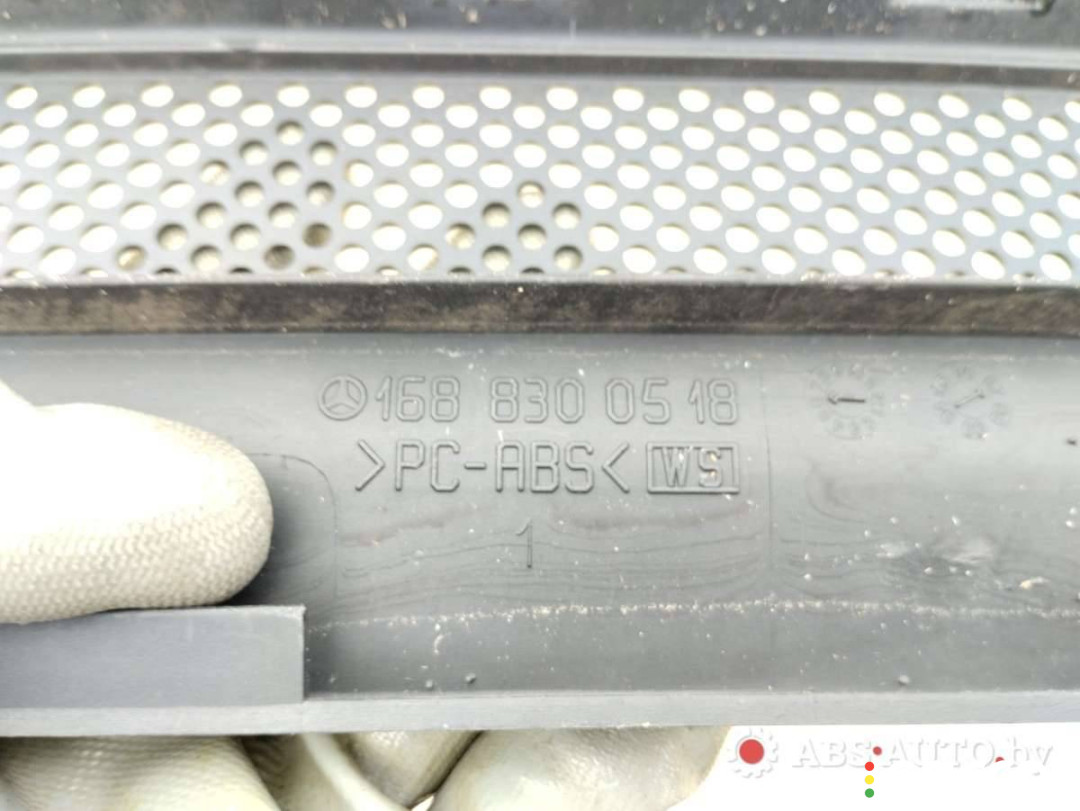 168 830 05 18
>PC-ABS< WS
1
ABS-AUTO.by